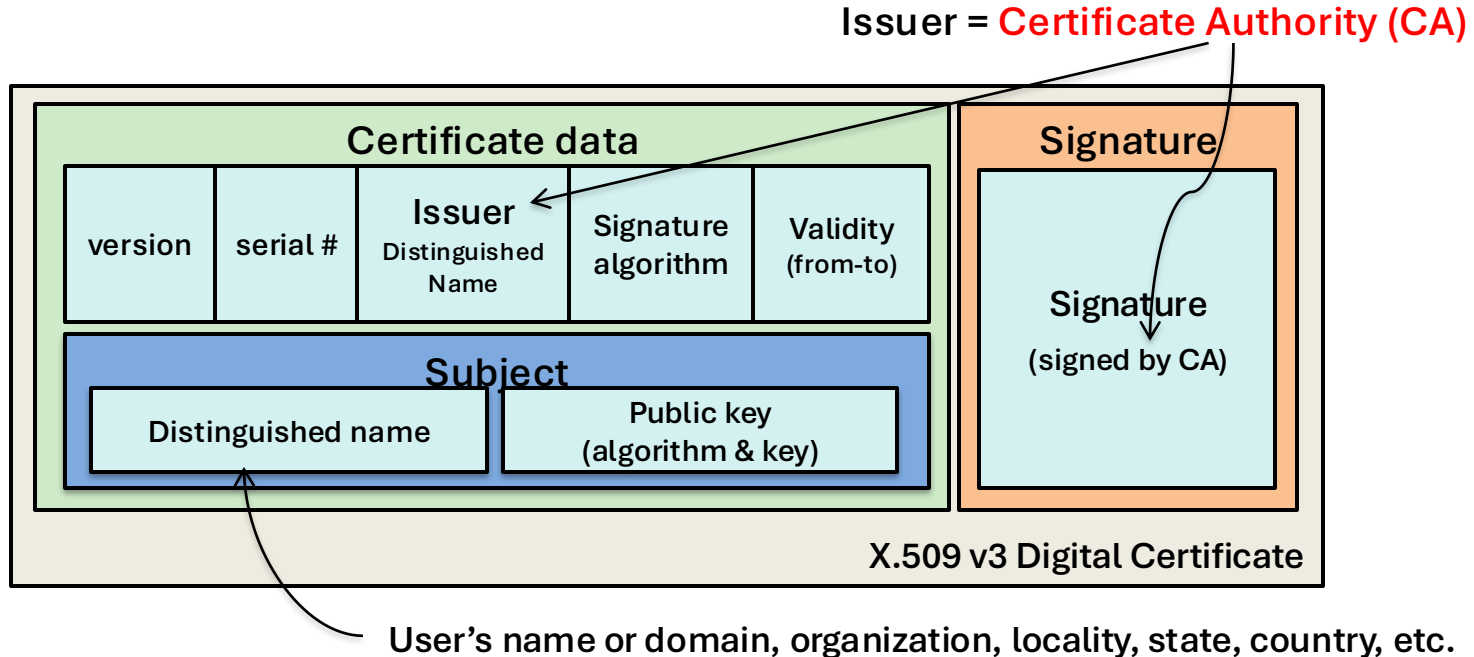 Issuer = Certificate Authority (CA)
Certificate data
Signature
version
serial #
Issuer
Distinguished
Name
Signature
algorithm
Validity
(from-to)
Signature
(signed by CA)
Subject
Distinguished name
Public key
(algorithm & key)
X.509 v3 Digital Certificate
User’s name or domain, organization, locality, state, country, etc.